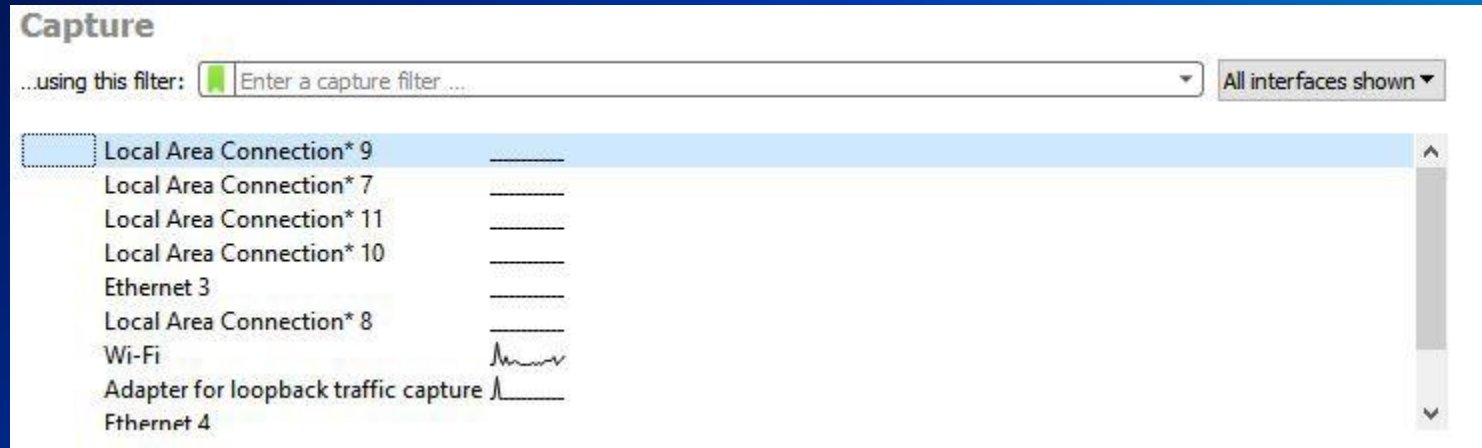 Capture
...using this filter: Enter a capture filter ... All interfaces shown
Local Area Connection* 9
Local Area Connection* 7
Local Area Connection* 11
Local Area Connection* 10
Ethernet 3
Local Area Connection* 8
Wi-Fi
Adapter for loopback traffic capture
Ethernet 4